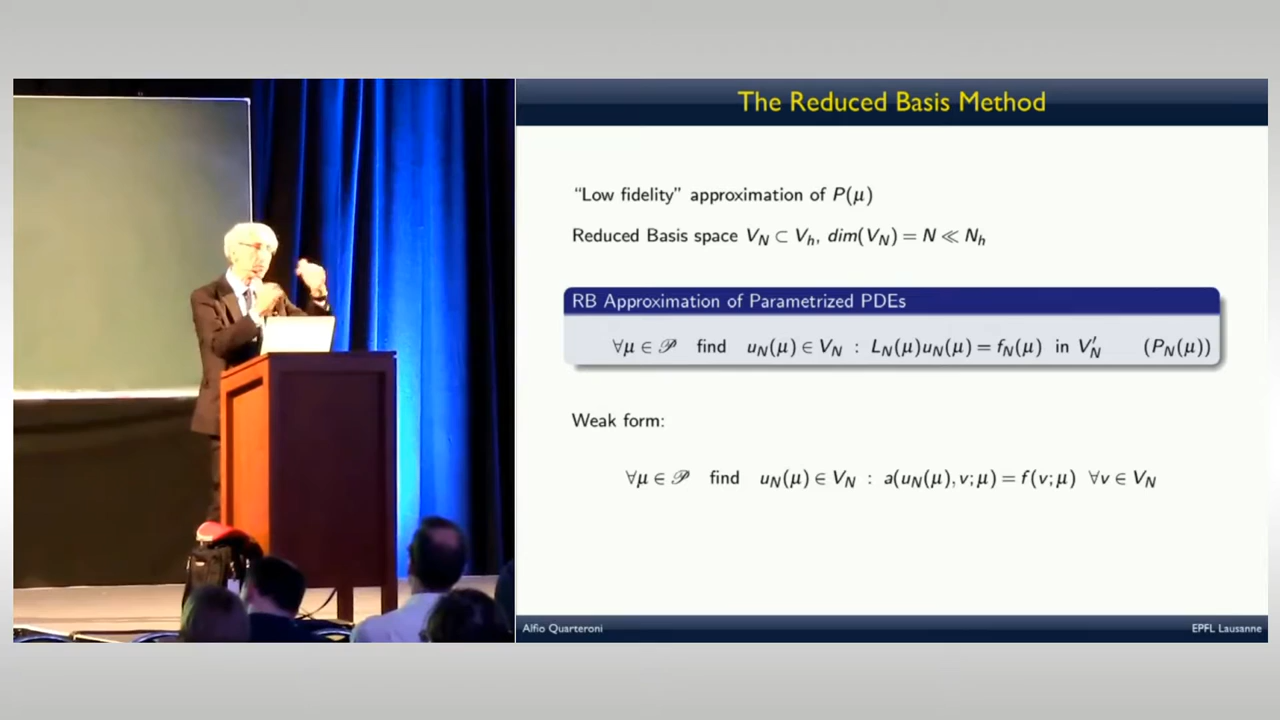 The Reduced Basis Method
“Low fidelity” approximation of P(μ)
Reduced Basis space V_N ⊂ V_h, dim(V_N) = N ≪ N_h
RB Approximation of Parametrized PDEs
∀μ ∈ 𝒫 find u_N(μ) ∈ V_N : L_N(μ)u_N(μ) = f_N(μ) in V′_N (P_N(μ))
Weak form:
∀μ ∈ 𝒫 find u_N(μ) ∈ V_N : a(u_N(μ), v; μ) = f(v; μ) ∀v ∈ V_N
Alfio Quarteroni EPFL Lausanne